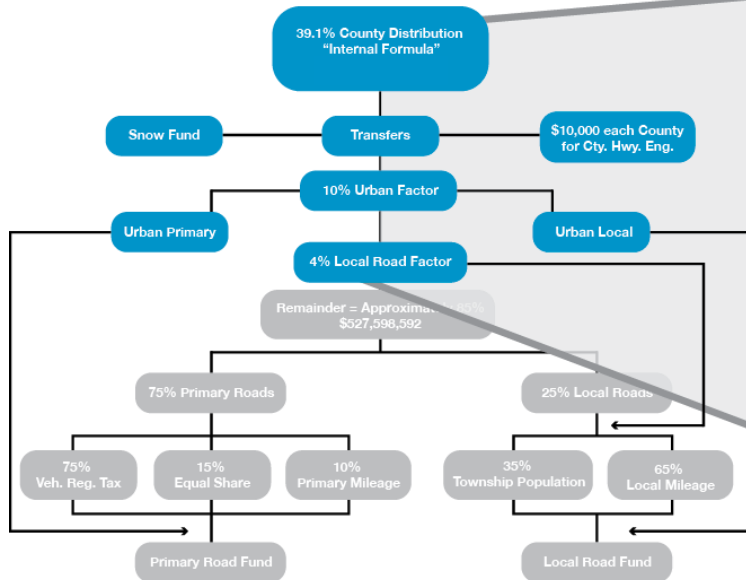 39.1% County Distribution
"Internal Formula"
Snow Fund
Transfers
$10,000 each County
for Cty. Hwy. Eng.
10% Urban Factor
Urban Primary
Urban Local
4% Local Road Factor
Remainder = 
$527,598,592
75% Primary Roads
25% Local Roads
75%
Veh. Reg. Tax
15%
Equal Share
10%
Primary Mileage
35%
Township Population
65%
Local Mileage
Primary Road Fund
Local Road Fund